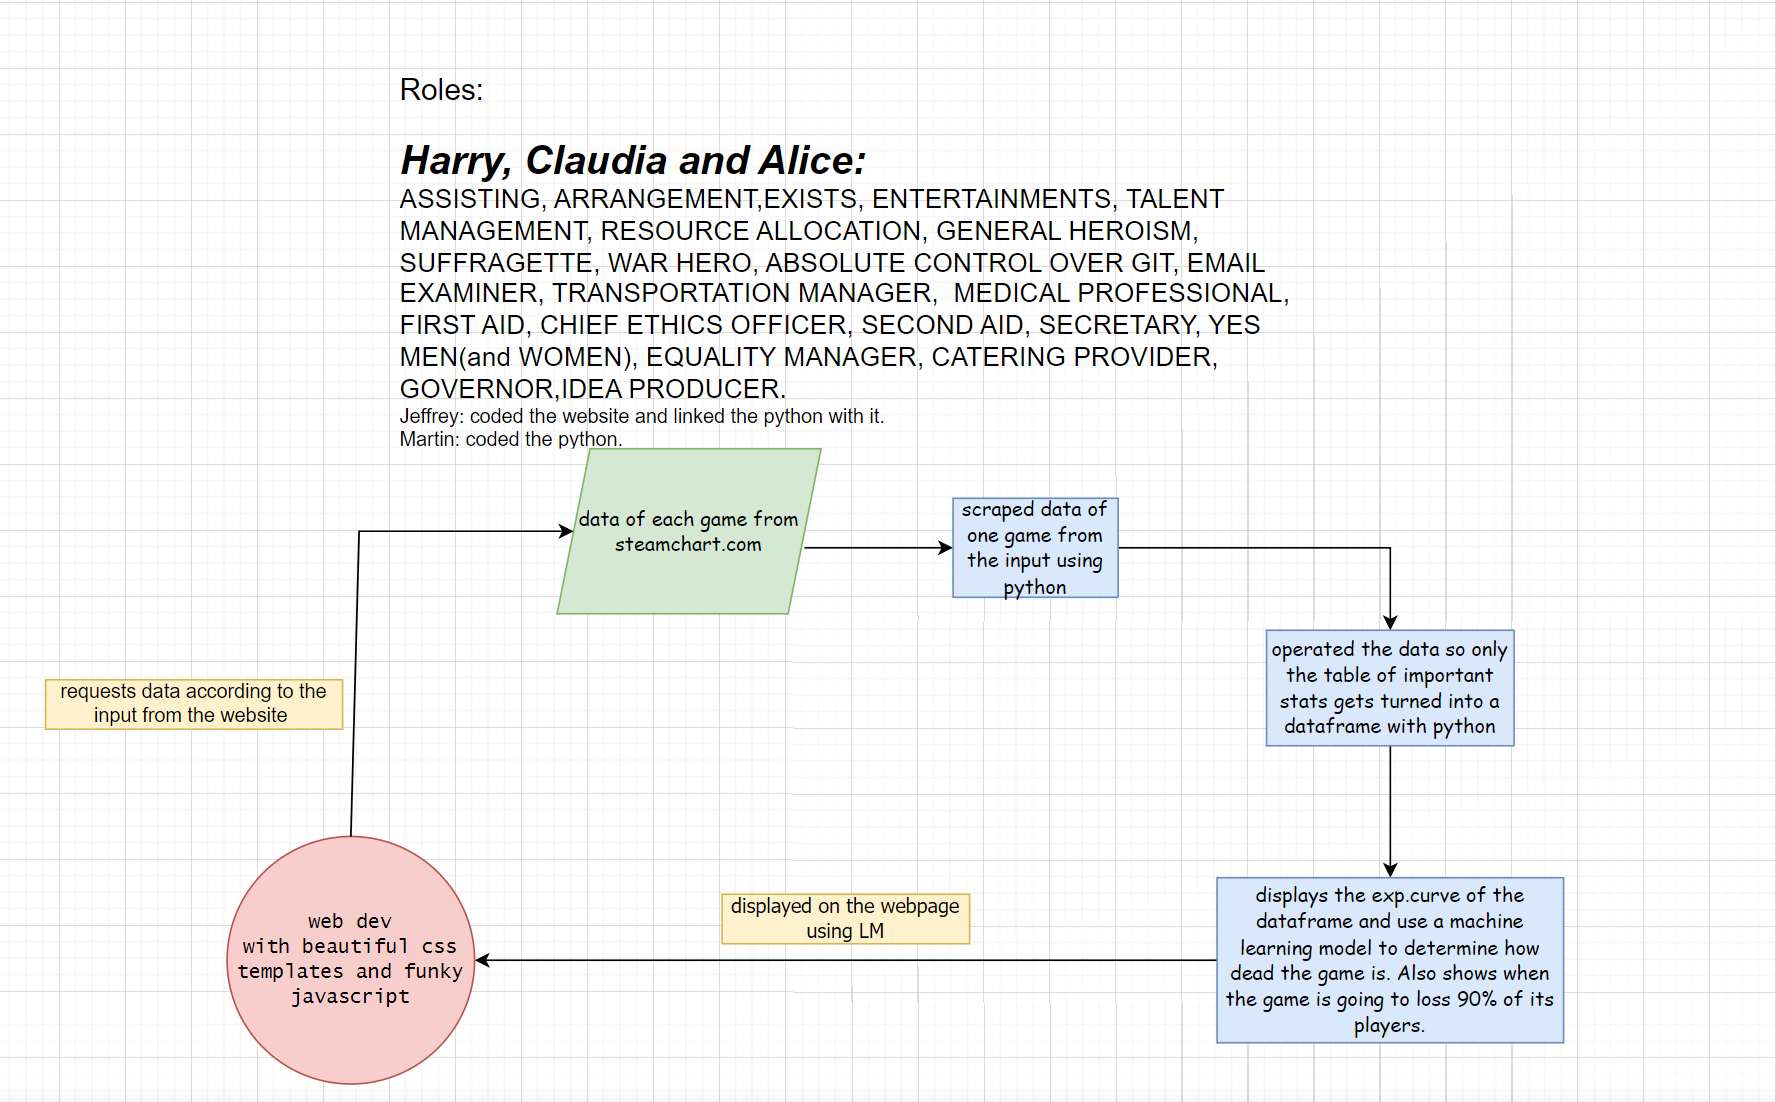 Roles:
Harry, Claudia and Alice:
ASSISTING, ARRANGEMENT,EXISTS, ENTERTAINMENTS, TALENT
MANAGEMENT, RESOURCE ALLOCATION, GENERAL HEROISM,
SUFFRAGETTE, WAR HERO, ABSOLUTE CONTROL OVER GIT, EMAIL
EXAMINER, TRANSPORTATION MANAGER,  MEDICAL PROFESSIONAL,
FIRST AID, CHIEF ETHICS OFFICER, SECOND AID, SECRETARY, YES
MEN(and WOMEN), EQUALITY MANAGER, CATERING PROVIDER,
GOVERNOR,IDEA PRODUCER.
Jeffrey: coded the website and linked the python with it.
Martin: coded the python.
data of each game from
steamchart.com
scraped data of
one game from
the input using
python
operated the data so only
the table of important
stats gets turned into a
dataframe with python
requests data according to the
input from the website
displays the exp.curve of the
dataframe and use a machine
learning model to determine how
dead the game is. Also shows when
the game is going to loss 90% of its
players.
displayed on the webpage
using LM
web dev
with beautiful css
templates and funky
javascript